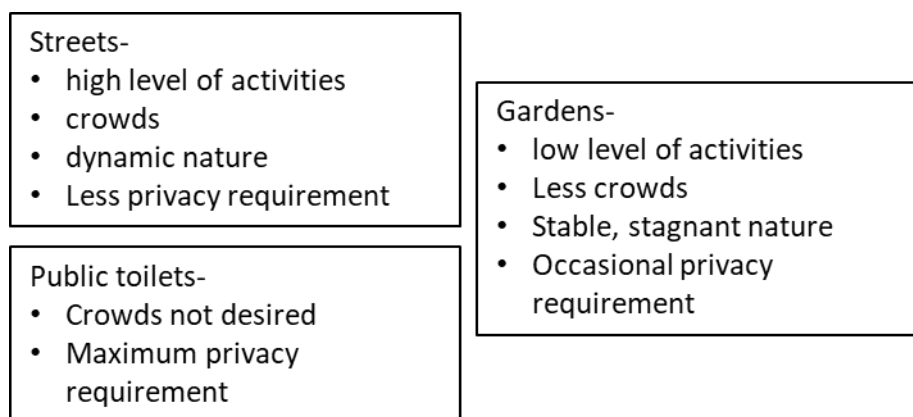 Streets-
• high level of activities
• crowds
• dynamic nature
• Less privacy requirement
Public toilets-
• Crowds not desired
• Maximum privacy
requirement
Gardens-
• low level of activities
• Less crowds
• Stable, stagnant nature
• Occasional privacy
requirement